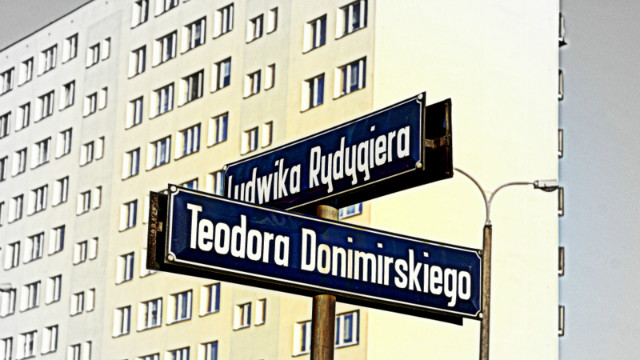 Ludwika Rydygiera
Teodora Donimirskiego